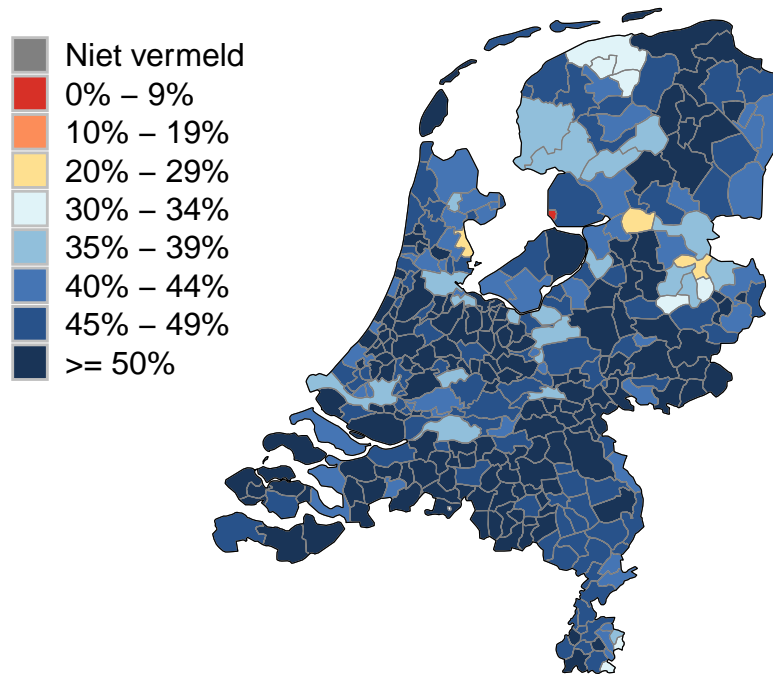 Niet vermeld
0% – 9%
10% – 19%
20% – 29%
30% – 34%
35% – 39%
40% – 44%
45% – 49%
>= 50%